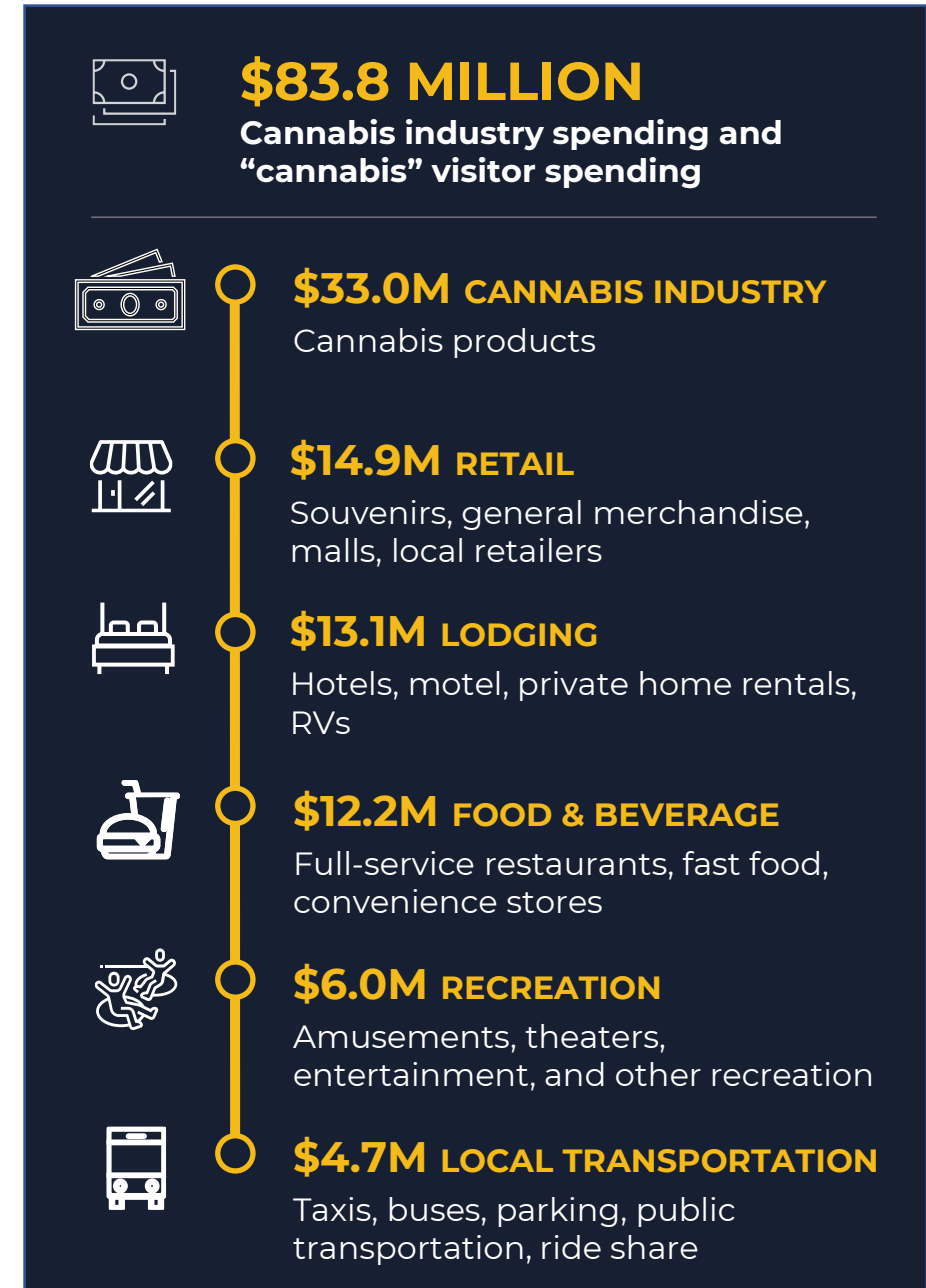 $83.8 MILLION
Cannabis industry spending and
“cannabis” visitor spending
$33.0M CANNABIS INDUSTRY
Cannabis products
$14.9M RETAIL
Souvenirs, general merchandise,
malls, local retailers
$13.1M LODGING
Hotels, motel, private home rentals,
RVs
$12.2M FOOD & BEVERAGE
Full-service restaurants, fast food,
convenience stores
$6.0M RECREATION
Amusements, theaters,
entertainment, and other recreation
$4.7M LOCAL TRANSPORTATION
Taxis, buses, parking, public
transportation, ride share